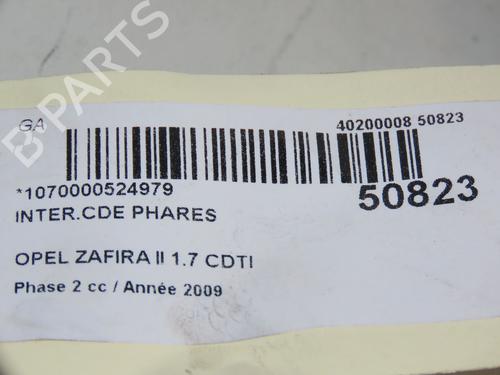 B-PARTS
GA
40200008 50823
*1070000524979
50823
INTER.CDE PHARES
OPEL ZAFIRA II 1.7 CDTI
Phase 2 cc / Année 2009